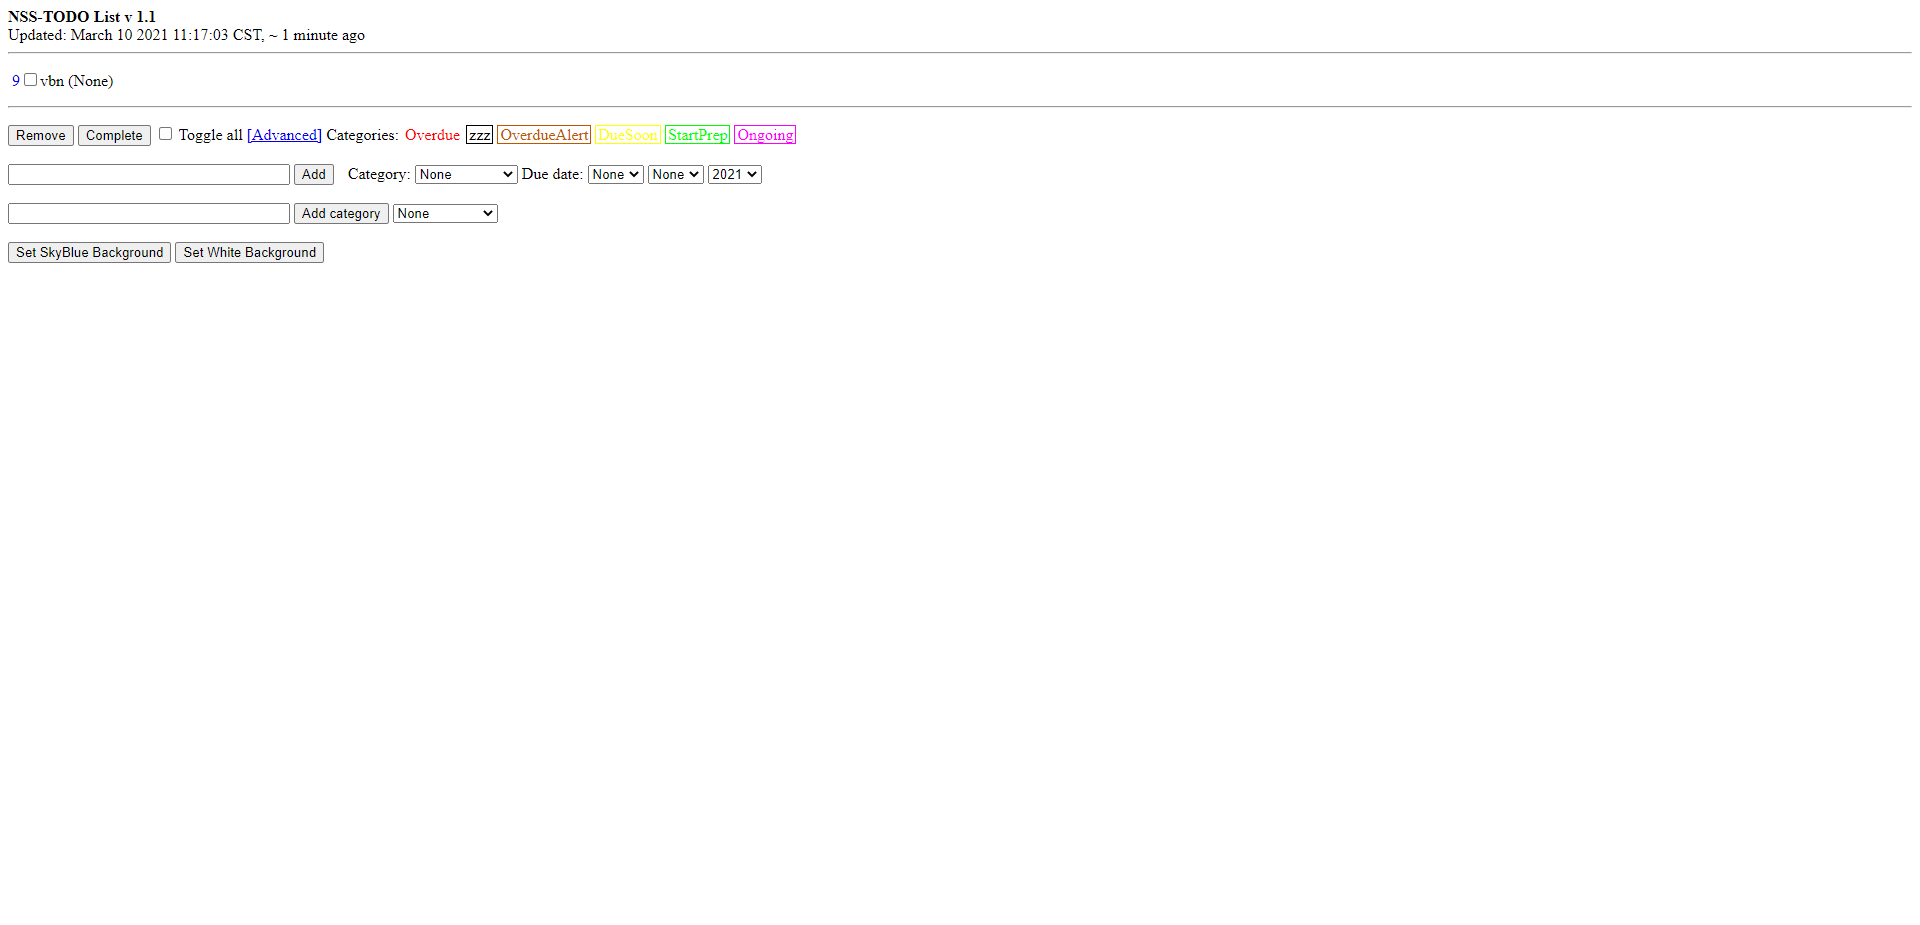 NSS-TODO List v 1.1
Updated: March 10 2021 11:17:03 CST, ~ 1 minute ago
9 vbn (None)
Remove Complete Toggle all [Advanced] Categories: Overdue zzz OverdueAlert DueSoon StartPrep Ongoing
Add Category: None Due date: None None 2021
Add category None
Set SkyBlue Background Set White Background